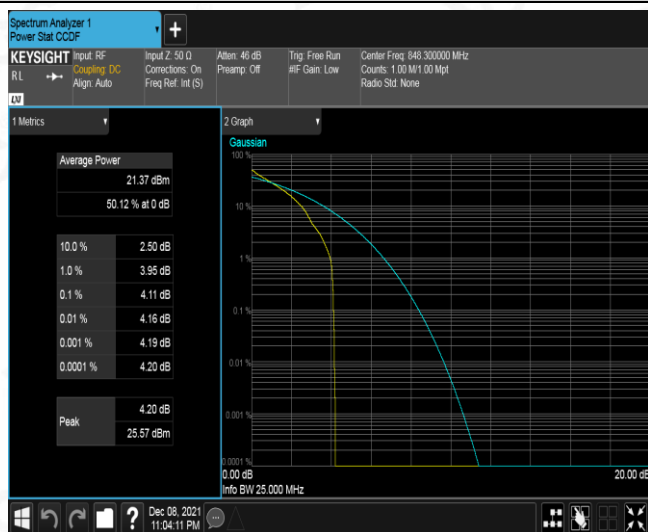 Spectrum Analyzer 1
Power Stat CCDF
+
KEYSIGHT
RL
Input: RF
Coupling: DC
Align: Auto
Input Z: 50 Ω
Corrections: On
Freq Ref: Int (S)
Atten: 46 dB
Preamp: Off
Trig: Free Run
#IF Gain: Low
Center Freq: 848.300000 MHz
Counts: 1.00 M/1.00 Mpt
Radio Std: None
1 Metrics
Average Power
21.37 dBm
50.12 % at 0 dB
10.0 % 2.50 dB
1.0 % 3.95 dB
0.1 % 4.11 dB
0.01 % 4.16 dB
0.001 % 4.19 dB
0.0001 % 4.20 dB
Peak
4.20 dB
25.57 dBm
2 Graph
Gaussian
100 %
10 %
1 %
0.1 %
0.01 %
0.001 %
0.0001 %
0.00 dB
20.00 dB
Info BW 25.000 MHz
?
Dec 08, 2021
11:04:11 PM